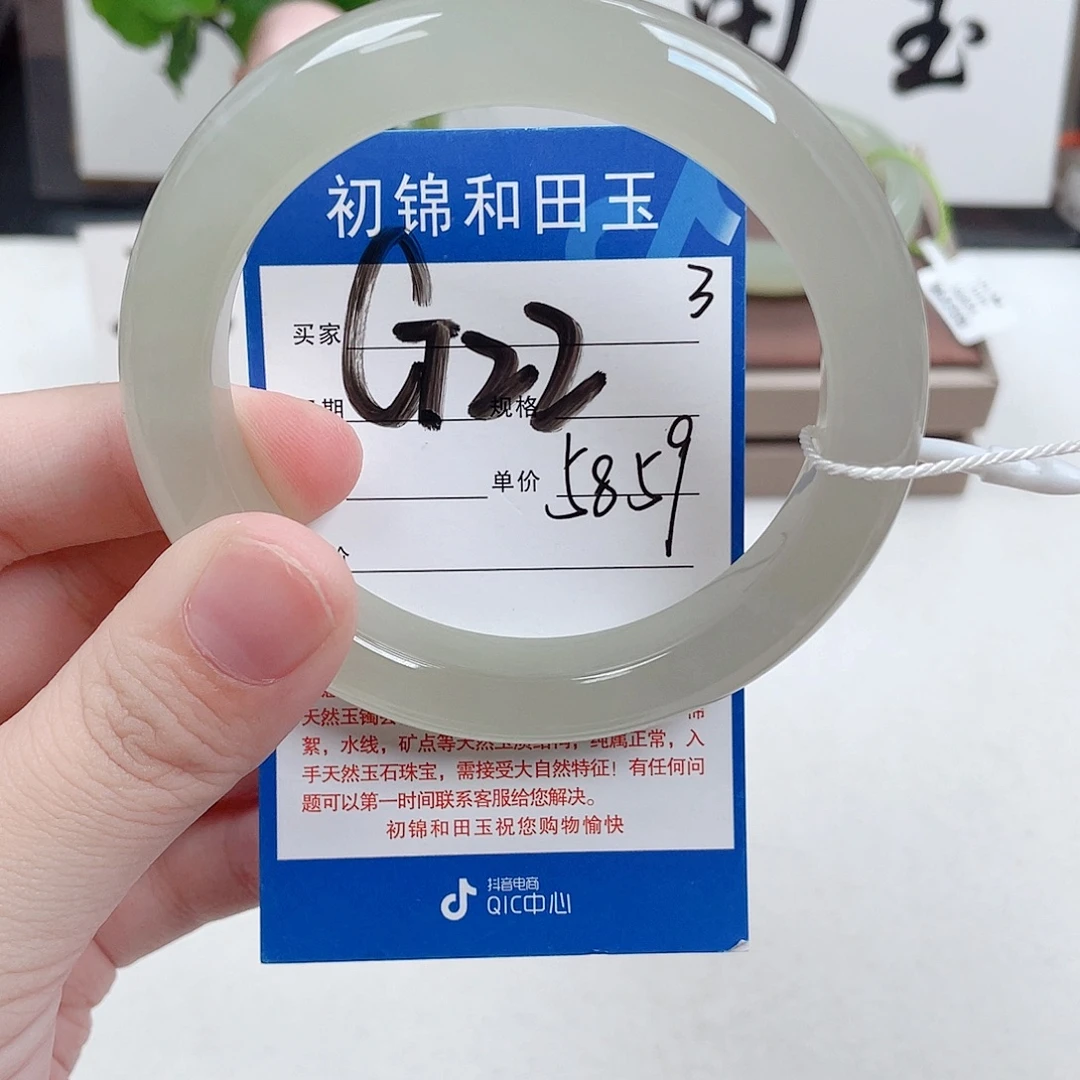 田玉
初锦和田玉
3
买家 G22
期 规格
单价 5859
价
天然玉镯
絮，水线，矿点等天然玉质结构，纯属正常，入
手天然玉石珠宝，需接受大自然特征！有任何问
题可以第一时间联系客服给您解决。
初锦和田玉祝您购物愉快
抖音电商
QIC中心